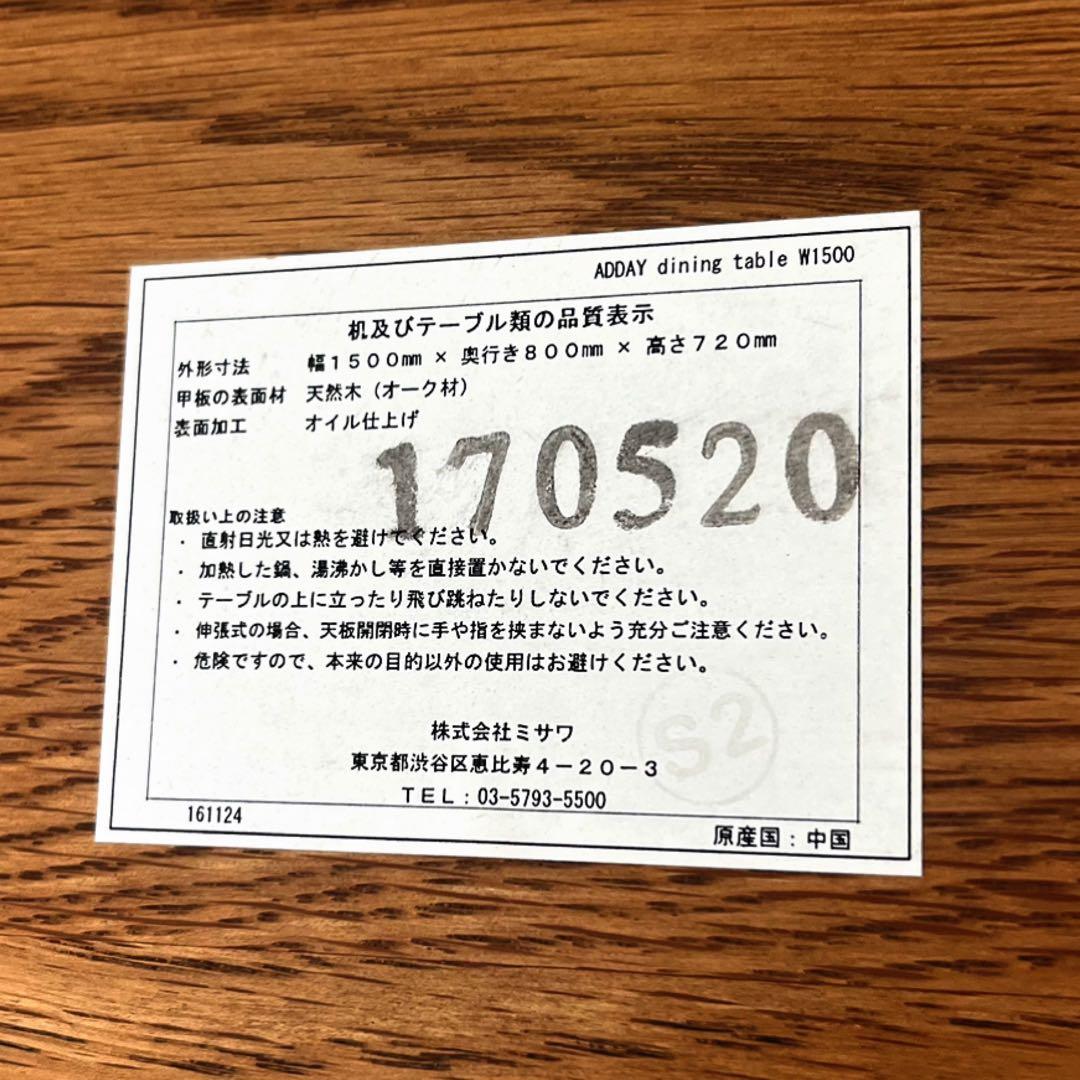 ADDAY dining table W1500
机及びテーブル類の品質表示
外形寸法 幅1500mm × 奥行き800mm × 高さ720mm
甲板の表面材 天然木(オーク材)
表面加工 オイル仕上げ
170520
取扱い上の注意
・ 直射日光又は熱を避けてください。
・ 加熱した鍋、湯沸かし等を直接置かないでください。
・ テーブルの上に立ったり飛び跳ねたりしないでください。
・ 伸張式の場合、天板開閉時に手や指を挟まないよう充分ご注意ください。
・ 危険ですので、本来の目的以外の使用はお避けください。
S2
株式会社ミサワ
東京都渋谷区恵比寿4-20-3
TEL:03-5793-5500
161124
原産国:中国